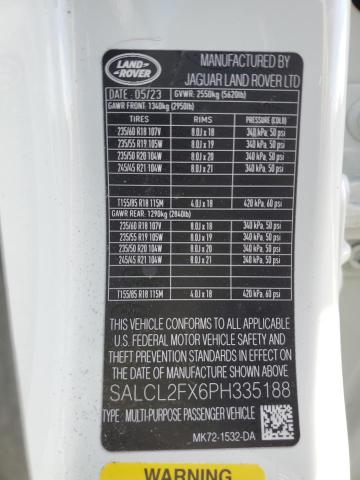 LAND-
ROVER
MANUFACTURED BY
JAGUAR LAND ROVER LTD
DATE : 05/23 GVWR: 2550kg (5620lb)
GAWR FRONT: 1340kg (2950lb)
TIRES RIMS PRESSURE (COLD)
235/60 R18 107V 8.0J x 18 340 kPa, 50 psi
235/55 R19 105W 8.0J x 19 340 kPa, 50 psi
235/50 R20 104W 8.0J x 20 340 kPa, 50 psi
245/45 R21 104W 8.0J x 21 340 kPa, 50 psi
T155/85 R18 115M 4.0J x 18 420 kPa, 60 psi
GAWR REAR: 1290kg (2840lb)
235/60 R18 107V 8.0J x 18 340 kPa, 50 psi
235/55 R19 105W 8.0J x 19 340 kPa, 50 psi
235/50 R20 104W 8.0J x 20 340 kPa, 50 psi
245/45 R21 104W 8.0J x 21 340 kPa, 50 psi
T155/85 R18 115M 4.0J x 18 420 kPa, 60 psi
THIS VEHICLE CONFORMS TO ALL APPLICABLE
U.S. FEDERAL MOTOR VEHICLE SAFETY AND
THEFT PREVENTION STANDARDS IN EFFECT ON
THE DATE OF MANUFACTURE SHOWN ABOVE.
SALCL2FX6PH335188
TYPE : MULTI-PURPOSE PASSENGER VEHICLE
MK72-1532-DA
WARNING